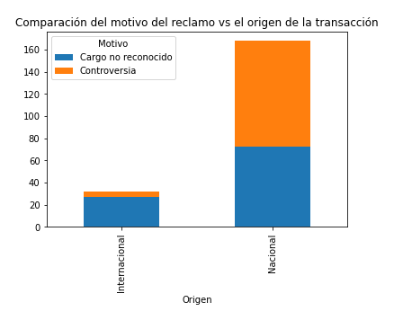 Comparación del motivo del reclamo vs el origen de la transacción
Motivo
Cargo no reconocido
Controversia
160
140
120
100
80
60
40
20
0
Internacional
Nacional
Origen